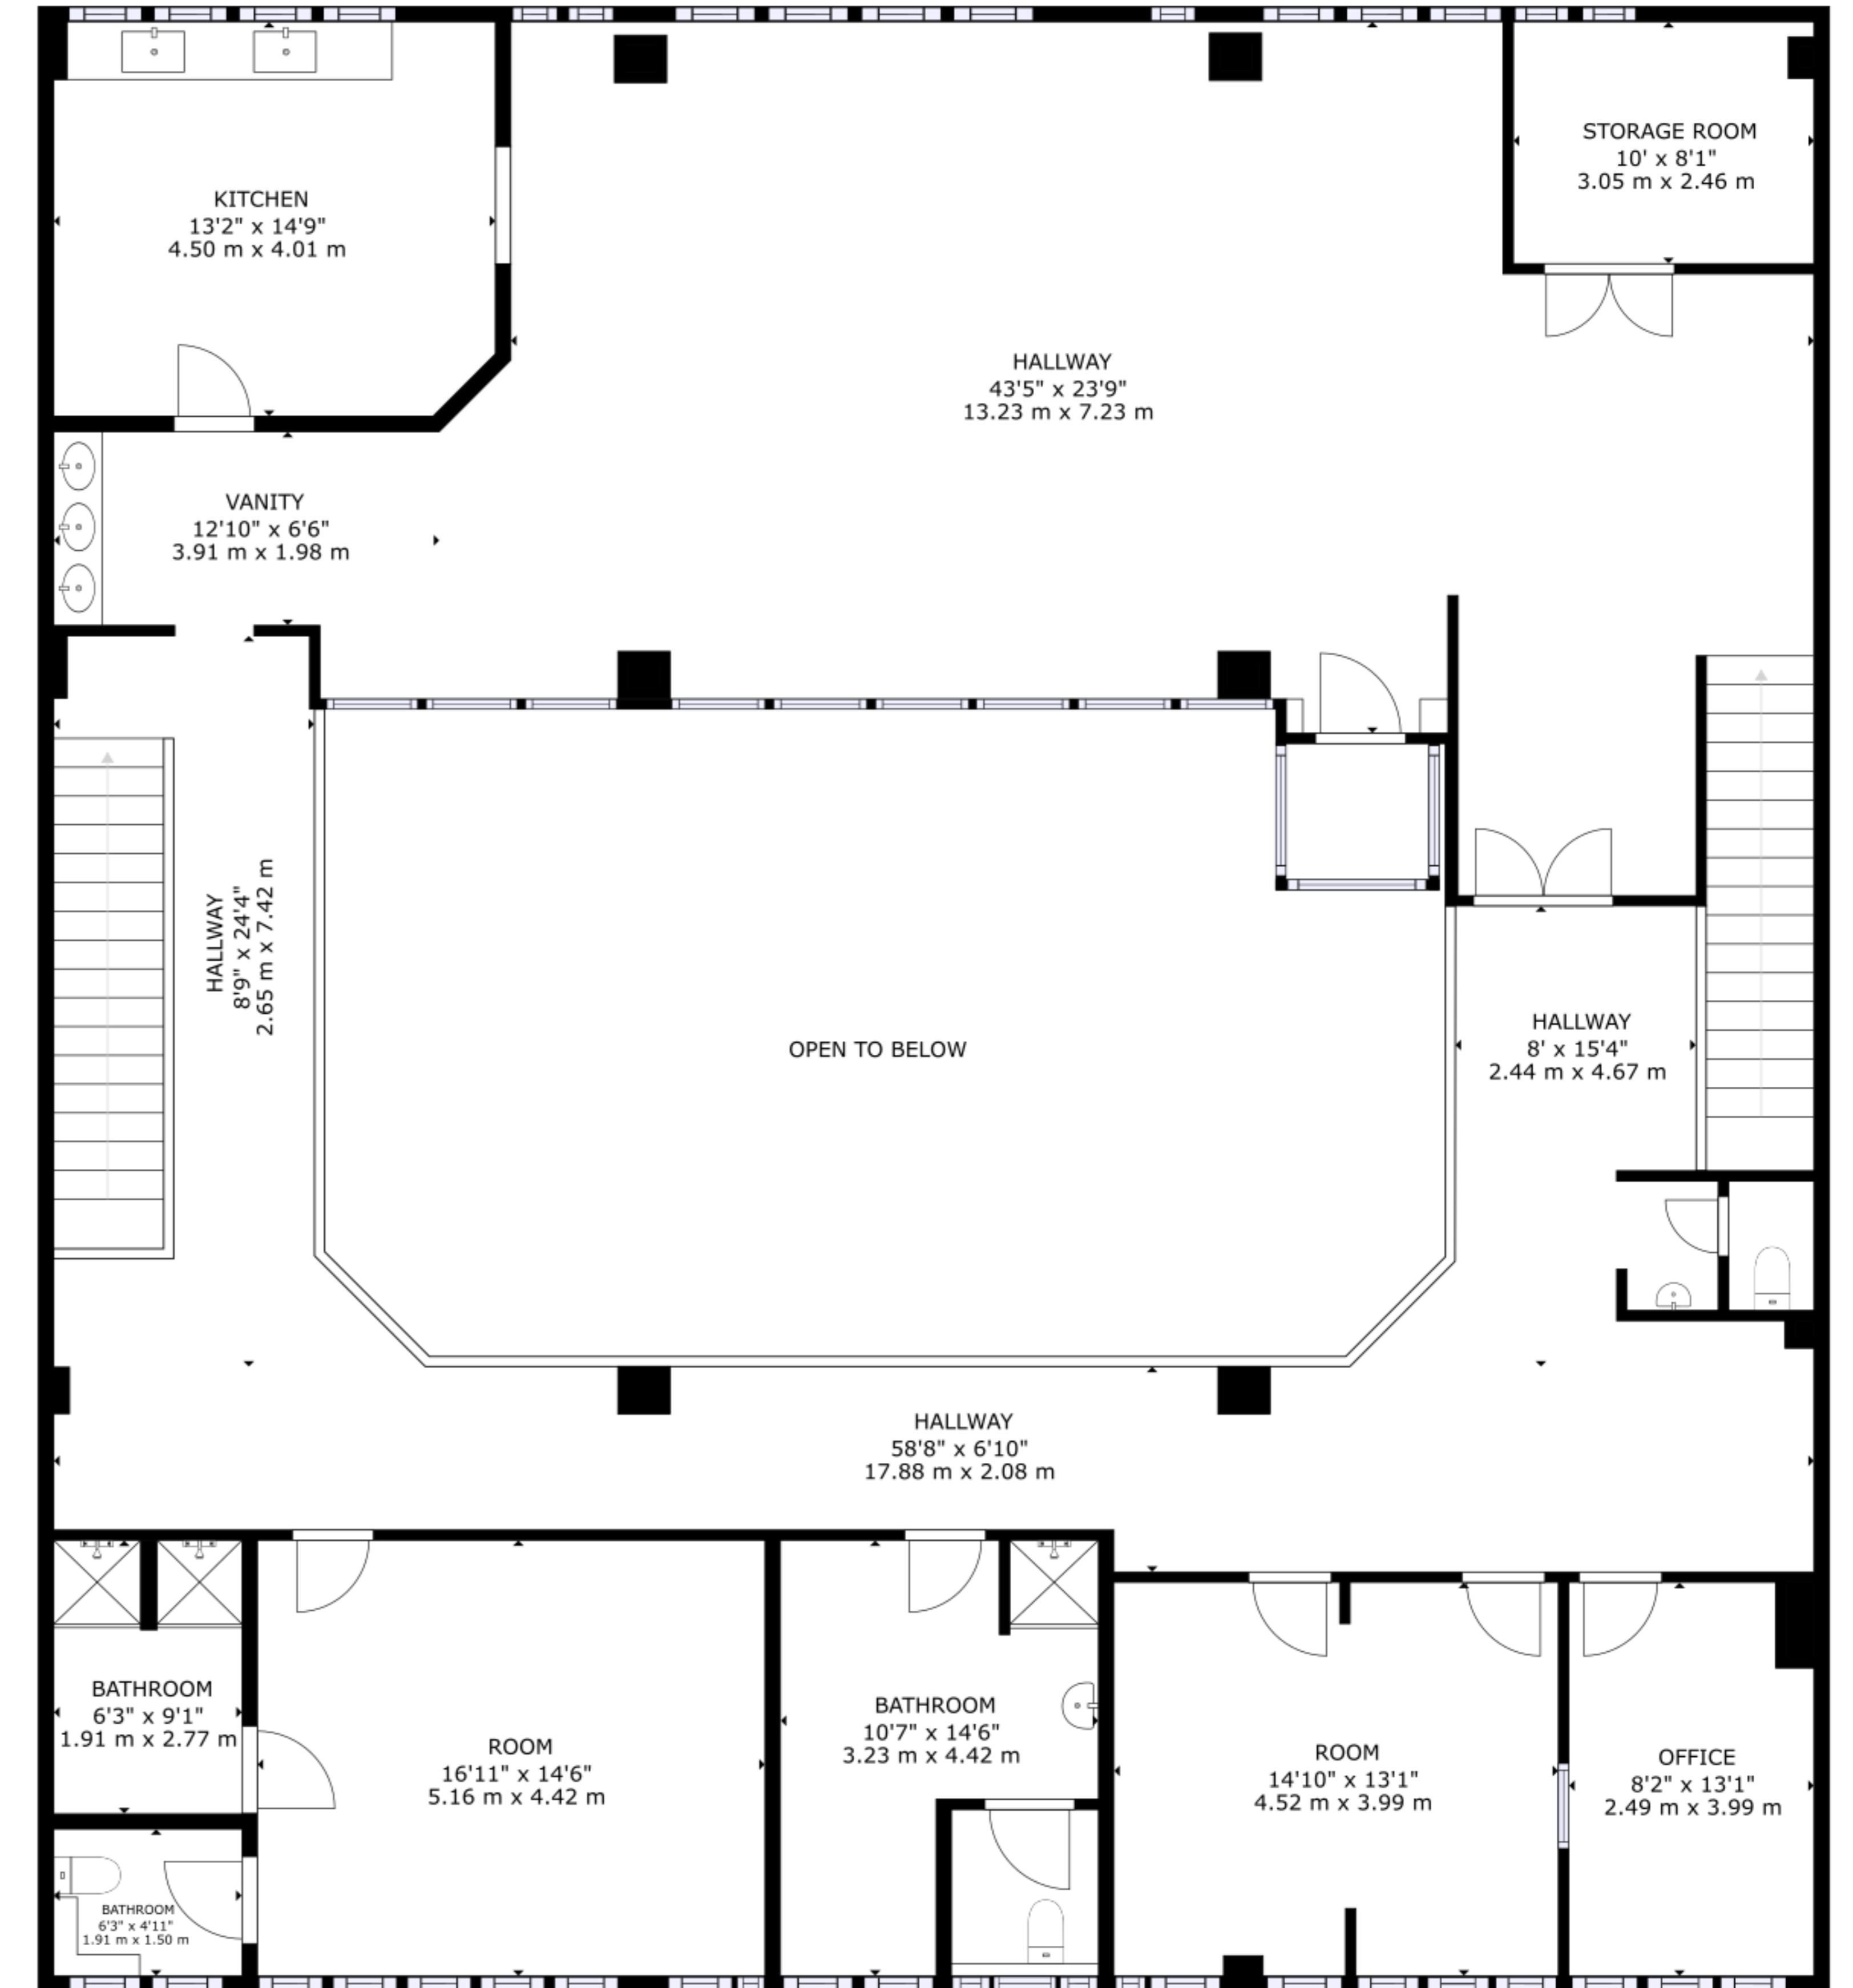 STORAGE ROOM
10' x 8'1"
3.05 m x 2.46 m
KITCHEN
13'2" x 14'9"
4.50 m x 4.01 m
HALLWAY
43'5" x 23'9"
13.23 m x 7.23 m
VANITY
12'10" x 6'6"
3.91 m x 1.98 m
HALLWAY
8'9" x 24'4"
2.65 m x 7.42 m
OPEN TO BELOW
HALLWAY
8' x 15'4"
2.44 m x 4.67 m
HALLWAY
58'8" x 6'10"
17.88 m x 2.08 m
BATHROOM
6'3" x 9'1"
1.91 m x 2.77 m
ROOM
16'11" x 14'6"
5.16 m x 4.42 m
BATHROOM
10'7" x 14'6"
3.23 m x 4.42 m
ROOM
14'10" x 13'1"
4.52 m x 3.99 m
OFFICE
8'2" x 13'1"
2.49 m x 3.99 m
BATHROOM
6'3" x 4'11"
1.91 m x 1.50 m